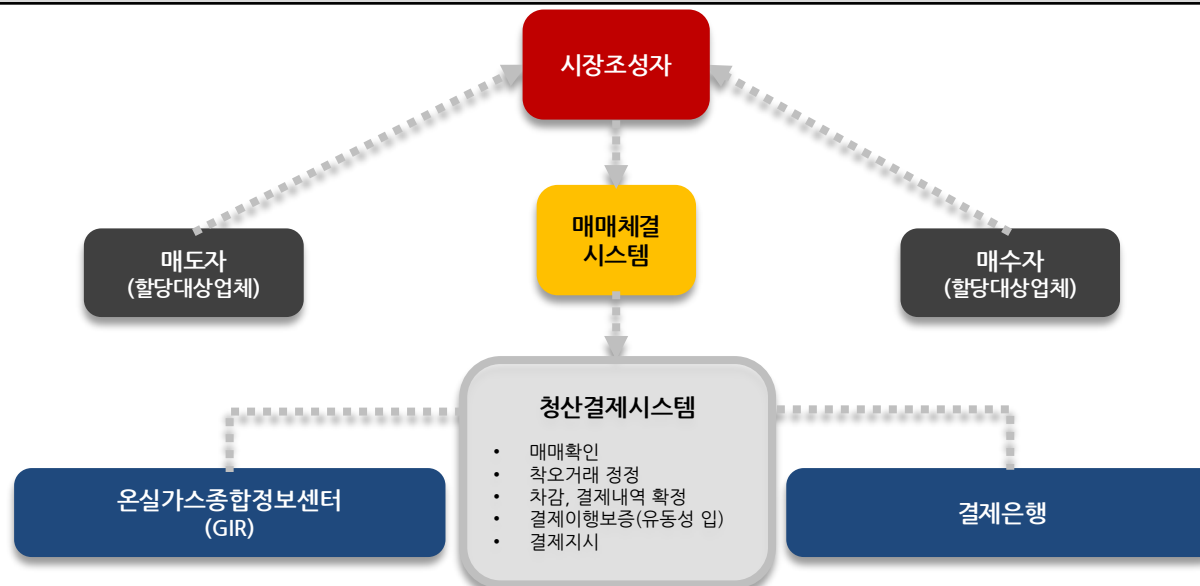 시장조성자
매매체결
시스템
매도자
(할당대상업체)
매수자
(할당대상업체)
청산결제시스템
• 매매확인
• 착오거래 정정
• 차감, 결제내역 확정
• 결제이행보증(유동성 입)
• 결제지시
온실가스종합정보센터
(GIR)
결제은행